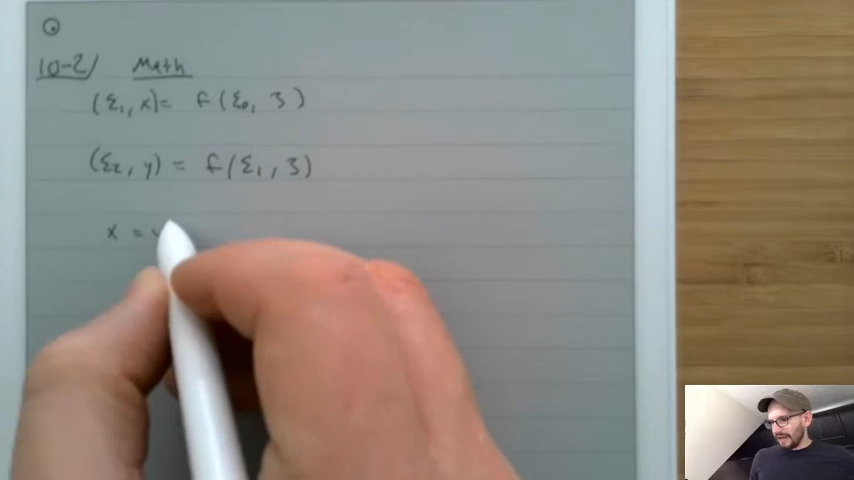 10-2/ Math
(Σ₁, x) = f(Σ₀, 3)
(Σ₂, y) = f(Σ₁, 3)
x =